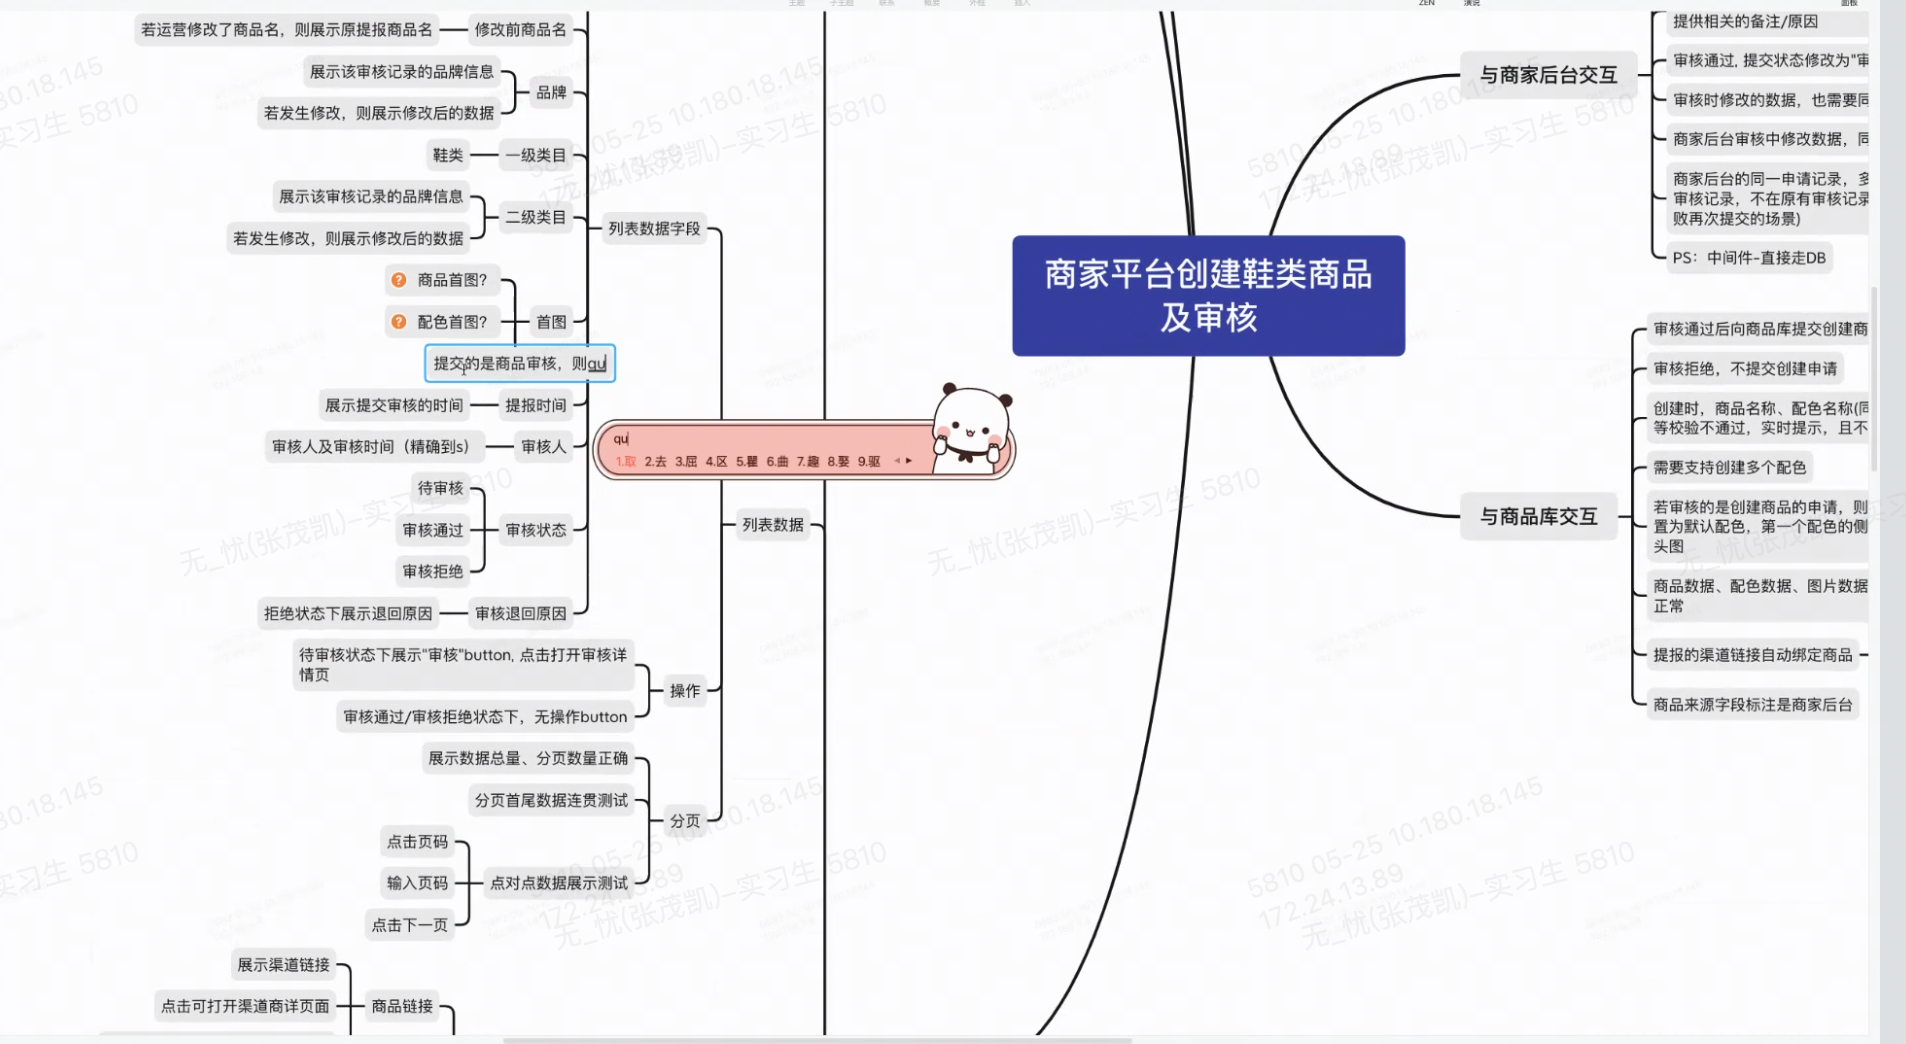 主题 子主题 联系 概要 外框 插入 ZEN 演说 面板
若运营修改了商品名，则展示原提报商品名
修改前商品名
展示该审核记录的品牌信息
品牌
若发生修改，则展示修改后的数据
鞋类
一级类目
展示该审核记录的品牌信息
二级类目
若发生修改，则展示修改后的数据
列表数据字段
? 商品首图?
? 配色首图?
首图
提交的是商品审核，则qu
展示提交审核的时间
提报时间
审核人及审核时间（精确到s）
审核人
待审核
审核通过
审核状态
审核拒绝
拒绝状态下展示退回原因
审核退回原因
qu
1.取 2.去 3.屈 4.区 5.瞿 6.曲 7.趣 8.娶 9.驱
列表数据
待审核状态下展示"审核"button, 点击打开审核详
情页
操作
审核通过/审核拒绝状态下，无操作button
展示数据总量、分页数量正确
分页首尾数据连贯测试
分页
点击页码
输入页码
点对点数据展示测试
点击下一页
展示渠道链接
点击可打开渠道商详页面
商品链接
商家平台创建鞋类商品
及审核
与商家后台交互
提供相关的备注/原因
审核通过, 提交状态修改为"审
审核时修改的数据，也需要同
商家后台审核中修改数据，同
商家后台的同一申请记录，多
审核记录，不在原有审核记录
败再次提交的场景)
PS：中间件-直接走DB
与商品库交互
审核通过后向商品库提交创建商
审核拒绝，不提交创建申请
创建时，商品名称、配色名称(同
等校验不通过，实时提示，且不
需要支持创建多个配色
若审核的是创建商品的申请，则
置为默认配色，第一个配色的侧
头图
商品数据、配色数据、图片数据
正常
提报的渠道链接自动绑定商品
商品来源字段标注是商家后台
5810 05-25 10.180.18.145
172.24.13.89
无_忧(张茂凯)-实习生 5810